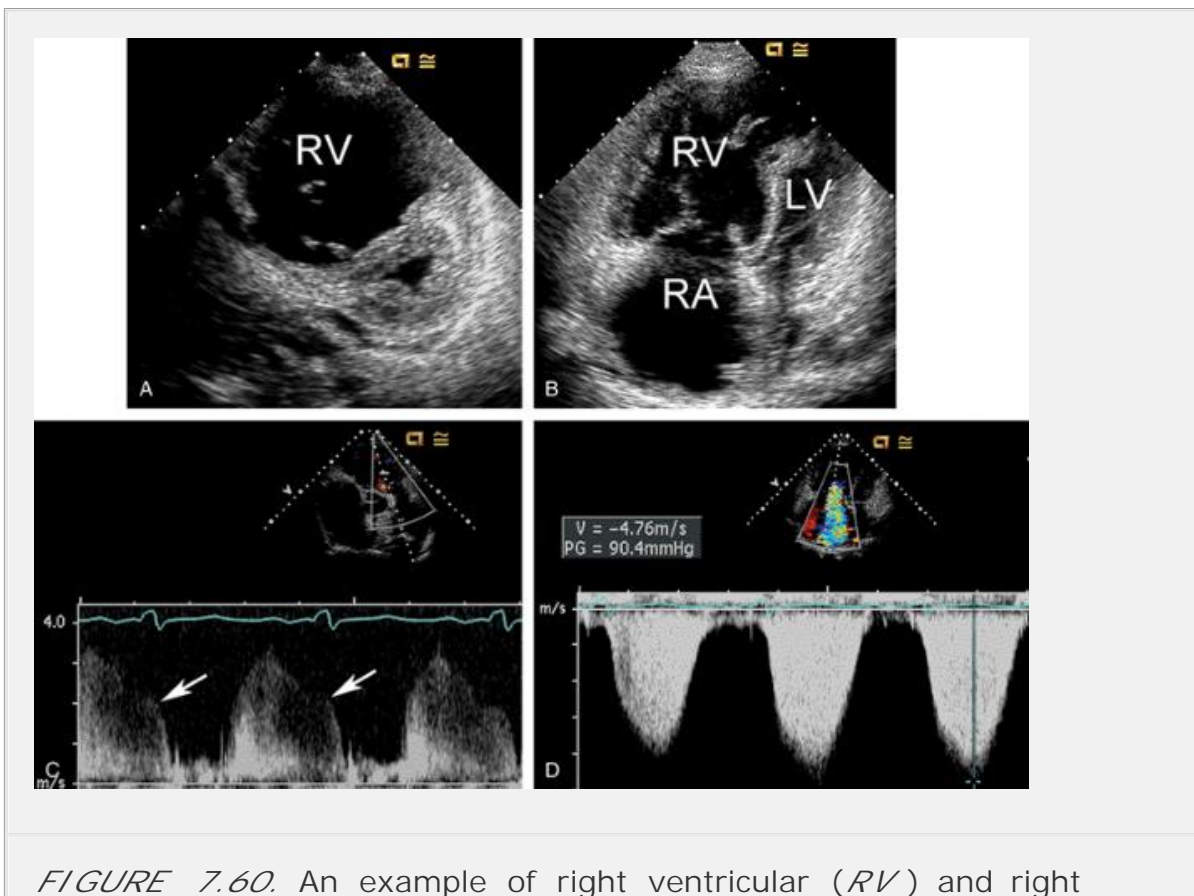 RV
A
RV
LV
RA
B
4.0
C
m/s
V = -4.76m/s
PG = 90.4mmHg
m/s
D
FIGURE 7.60. An example of right ventricular (RV) and right